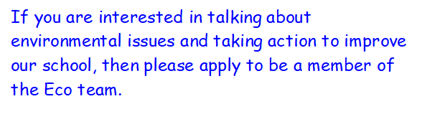 If you are interested in talking about
environmental issues and taking action to improve
our school, then please apply to be a member of
the Eco team.